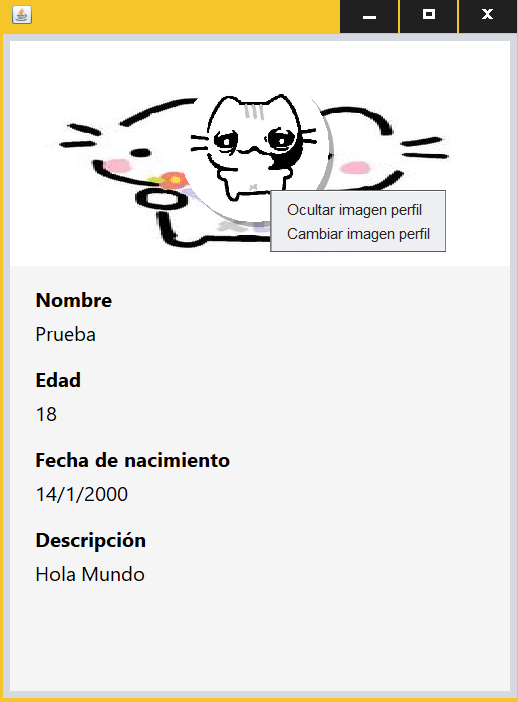 Ocultar imagen perfil
Cambiar imagen perfil
Nombre
Prueba
Edad
18
Fecha de nacimiento
14/1/2000
Descripción
Hola Mundo